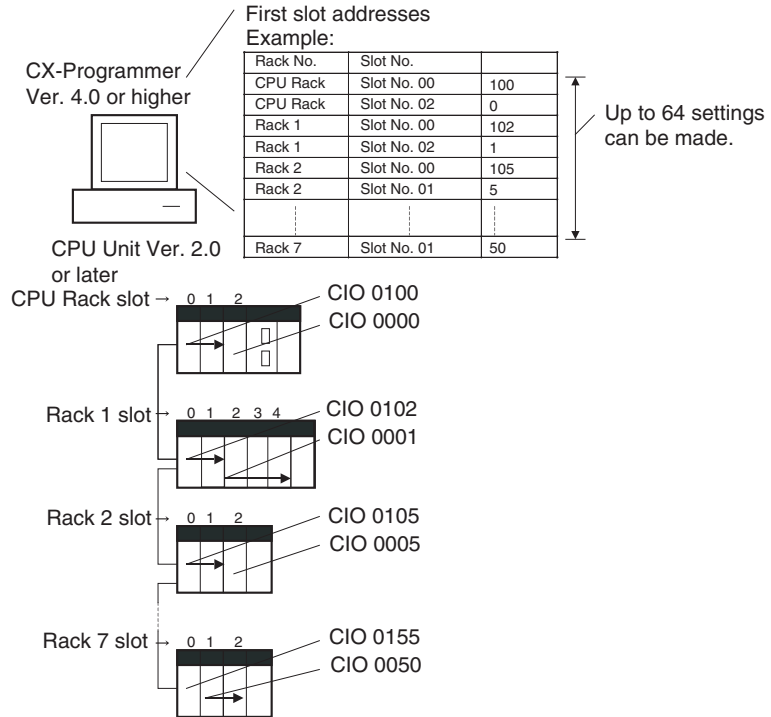 First slot addresses
Example:
CX-Programmer
Ver. 4.0 or higher
Rack No. Slot No.
CPU Rack Slot No. 00 100
CPU Rack Slot No. 02 0
Rack 1 Slot No. 00 102
Rack 1 Slot No. 02 1
Rack 2 Slot No. 00 105
Rack 2 Slot No. 01 5
Rack 7 Slot No. 01 50
Up to 64 settings
can be made.
CPU Unit Ver. 2.0
or later
CPU Rack slot → 0 1 2
CIO 0100
CIO 0000
Rack 1 slot → 0 1 2 3 4
CIO 0102
CIO 0001
Rack 2 slot → 0 1 2
CIO 0105
CIO 0005
Rack 7 slot → 0 1 2
CIO 0155
CIO 0050